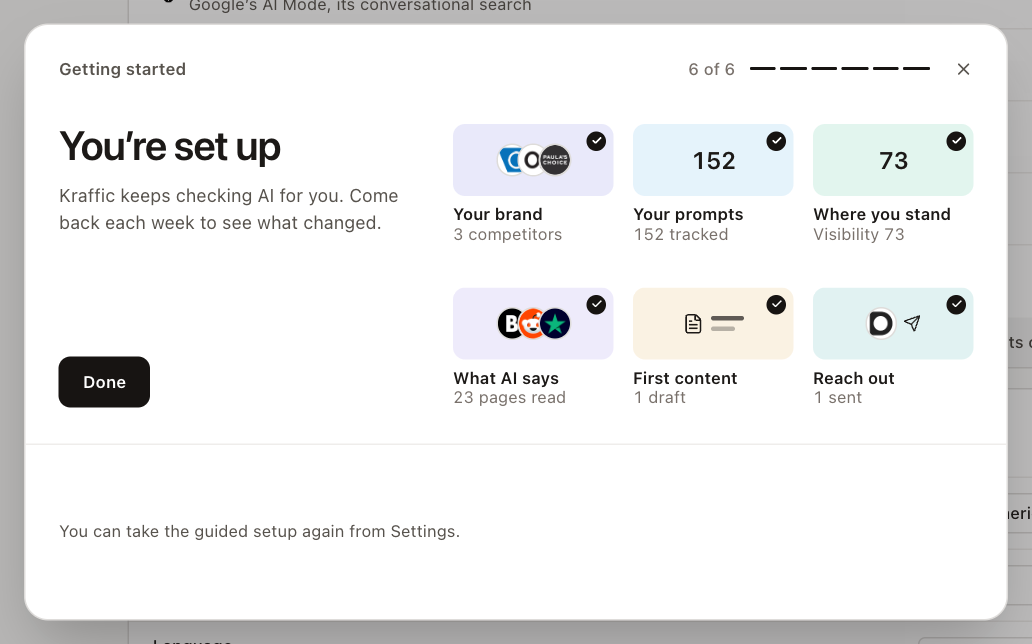 Google's AI Mode, its conversational search
Getting started
6 of 6
You're set up
Kraffic keeps checking AI for you. Come
back each week to see what changed.
Done
PAULA'S
CHOICE
Your brand
3 competitors
152
Your prompts
152 tracked
73
Where you stand
Visibility 73
B
What AI says
23 pages read
First content
1 draft
Reach out
1 sent
You can take the guided setup again from Settings.
Language